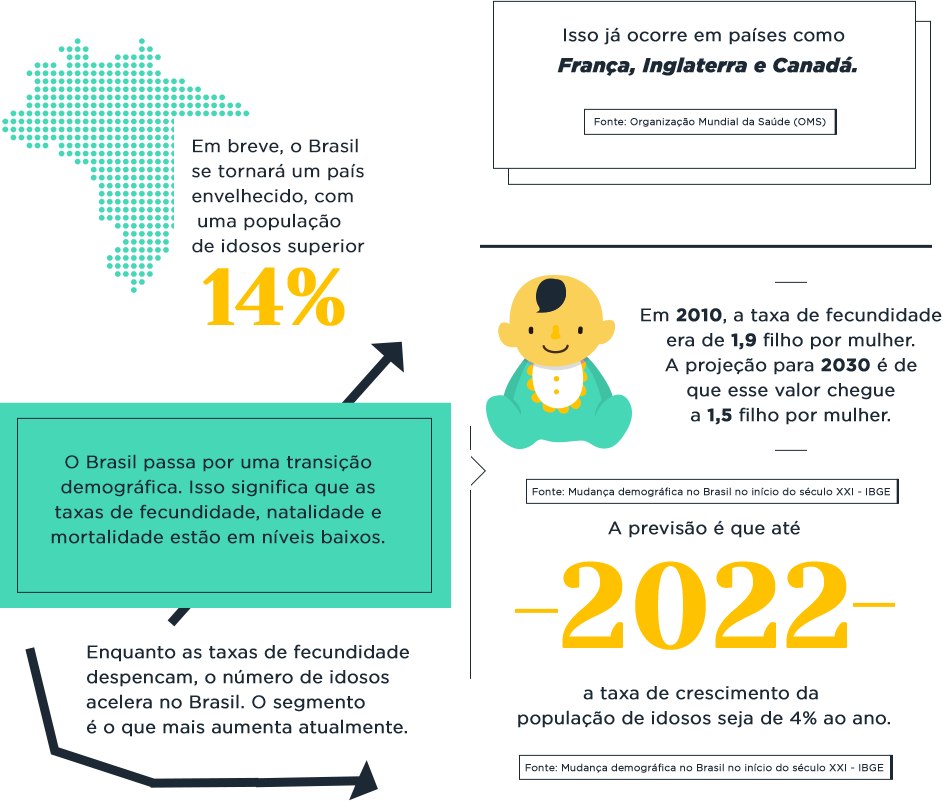 Em breve, o Brasil
se tornará um país
envelhecido, com
uma população
de idosos superior
14%
Isso já ocorre em países como
França, Inglaterra e Canadá.
Fonte: Organização Mundial da Saúde (OMS)
O Brasil passa por uma transição
demográfica. Isso significa que as
taxas de fecundidade, natalidade e
mortalidade estão em níveis baixos.
Em 2010, a taxa de fecundidade
era de 1,9 filho por mulher.
A projeção para 2030 é de
que esse valor chegue
a 1,5 filho por mulher.
Fonte: Mudança demográfica no Brasil no início do século XXI - IBGE
Enquanto as taxas de fecundidade
despencam, o número de idosos
acelera no Brasil. O segmento
é o que mais aumenta atualmente.
A previsão é que até
2022
a taxa de crescimento da
população de idosos seja de 4% ao ano.
Fonte: Mudança demográfica no Brasil no início do século XXI - IBGE